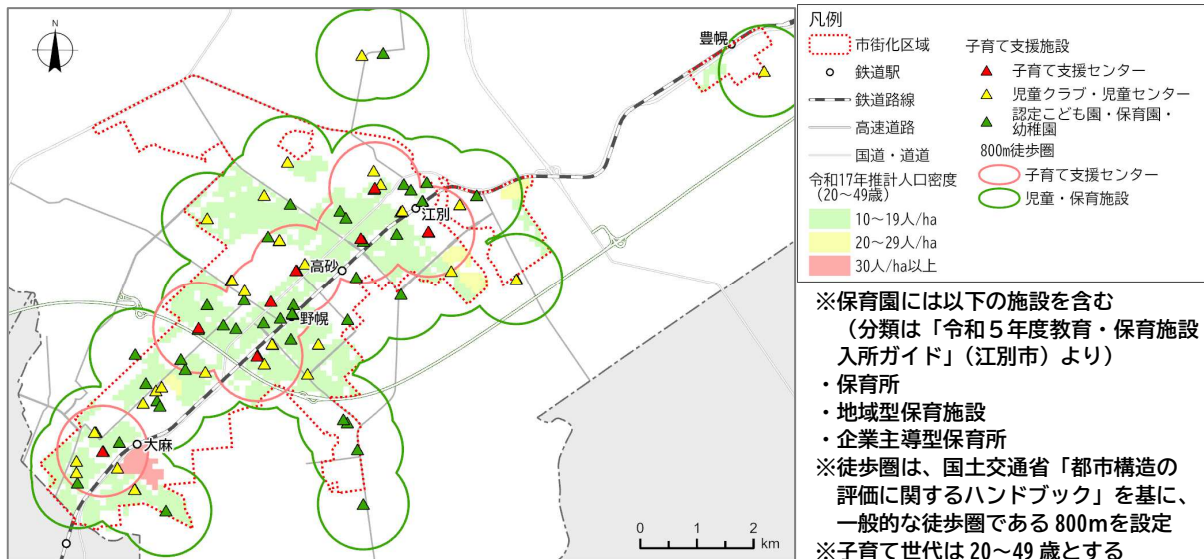 N
豊幌
江別
高砂
野幌
大麻
0 1 2
km
凡例
市街化区域
鉄道駅
鉄道路線
高速道路
国道・道道
令和17年推計人口密度
(20~49歳)
10~19人/ha
20~29人/ha
30人/ha以上
子育て支援施設
子育て支援センター
児童クラブ・児童センター
認定こども園・保育園・
幼稚園
800m徒歩圏
子育て支援センター
児童・保育施設
※保育園には以下の施設を含む
(分類は「令和5年度教育・保育施設
入所ガイド」(江別市)より)
・保育所
・地域型保育施設
・企業主導型保育所
※徒歩圏は、国土交通省「都市構造の
評価に関するハンドブック」を基に、
一般的な徒歩圏である800mを設定
※子育て世代は20~49歳とする